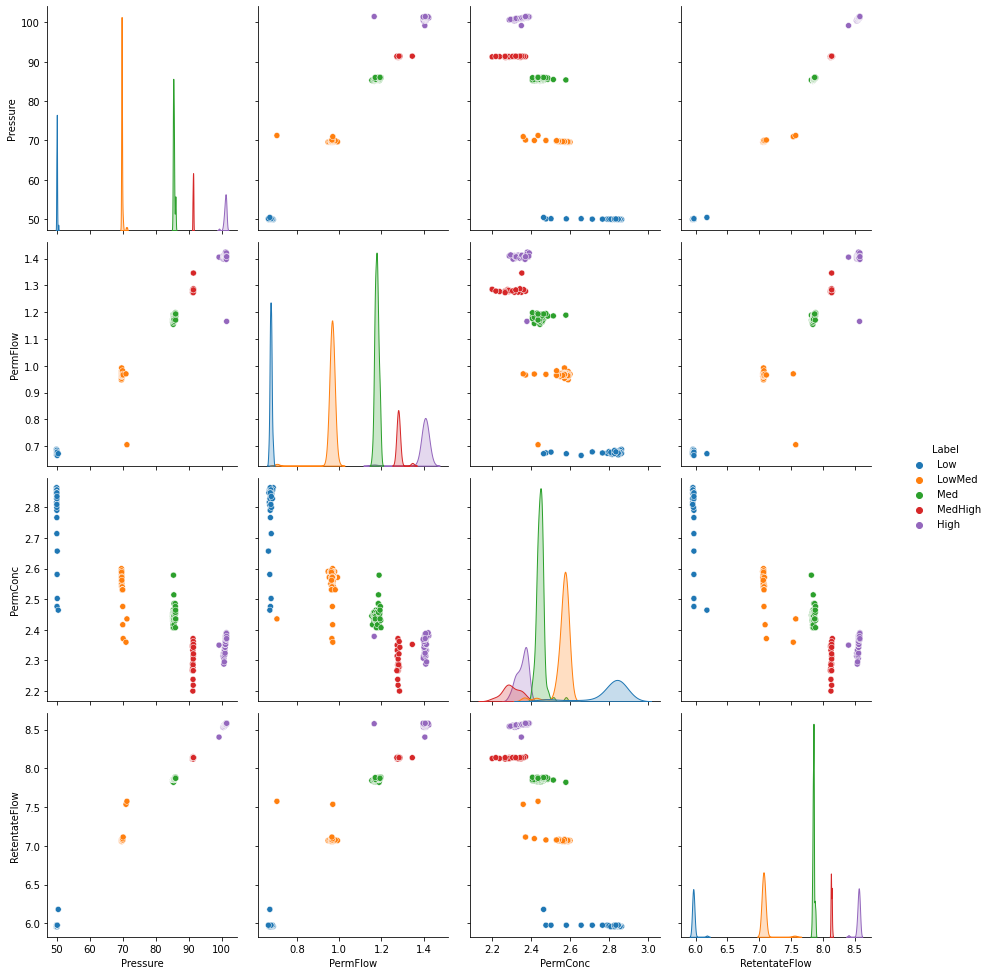 100
90
80
70
60
50
Pressure
1.4
1.3
1.2
1.1
1.0
0.9
0.8
0.7
PermFlow
2.8
2.7
2.6
2.5
2.4
2.3
2.2
PermConc
8.5
8.0
7.5
7.0
6.5
6.0
RetentateFlow
50 60 70 80 90 100
Pressure
0.8 1.0 1.2 1.4
PermFlow
2.2 2.4 2.6 2.8 3.0
PermConc
6.0 6.5 7.0 7.5 8.0 8.5
RetentateFlow
Label
Low
LowMed
Med
MedHigh
High